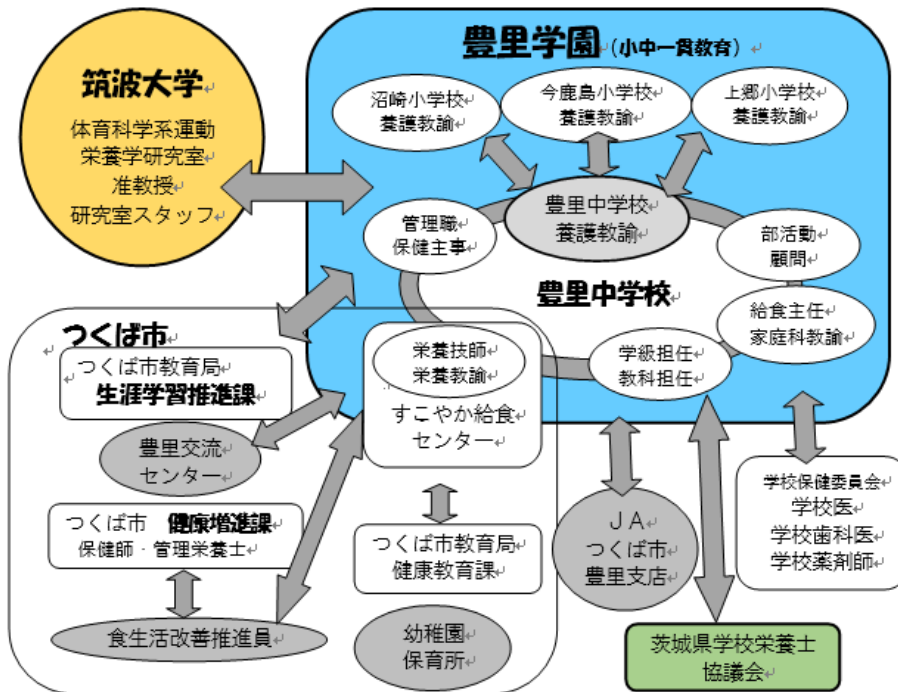 筑波大学
体育科学系運動
栄養学研究室
准教授
研究室スタッフ
豊里学園(小中一貫教育)
沼崎小学校
養護教諭
今鹿島小学校
養護教諭
上郷小学校
養護教諭
豊里中学校
養護教諭
管理職
保健主事
部活動
顧問
豊里中学校
給食主任
家庭科教諭
学級担任
教科担任
栄養技師
栄養教諭
すこやか給食
センター
つくば市
つくば市教育局
生涯学習推進課
豊里交流
センター
つくば市 健康増進課
保健師・管理栄養士
食生活改善推進員
つくば市教育局
健康教育課
幼稚園
保育所
JA
つくば市
豊里支店
学校保健委員会
学校医
学校歯科医
学校薬剤師
茨城県学校栄養士
協議会